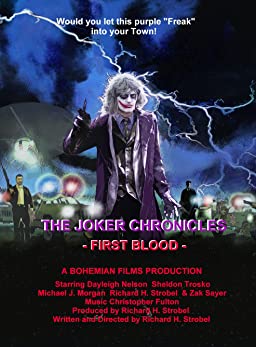 Would you let this purple "Freak"
into your Town!
THE JOKER CHRONICLES
- FIRST BLOOD -
A BOHEMIAN FILMS PRODUCTION
Starring Dayleigh Nelson Sheldon Trosko
Michael J. Morgan Richard H. Strobel & Zak Sayer
Music Christopher Fulton
Produced by Richard H. Strobel
Written and Directed by Richard H. Strobel